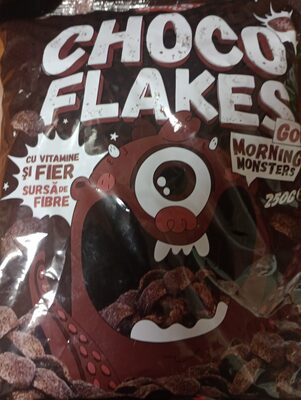 CHOCO
FLAKES
GO
MORNING
MONSTERS
CU VITAMINE
ȘI FIER
SURSĂ DE
FIBRE
250G